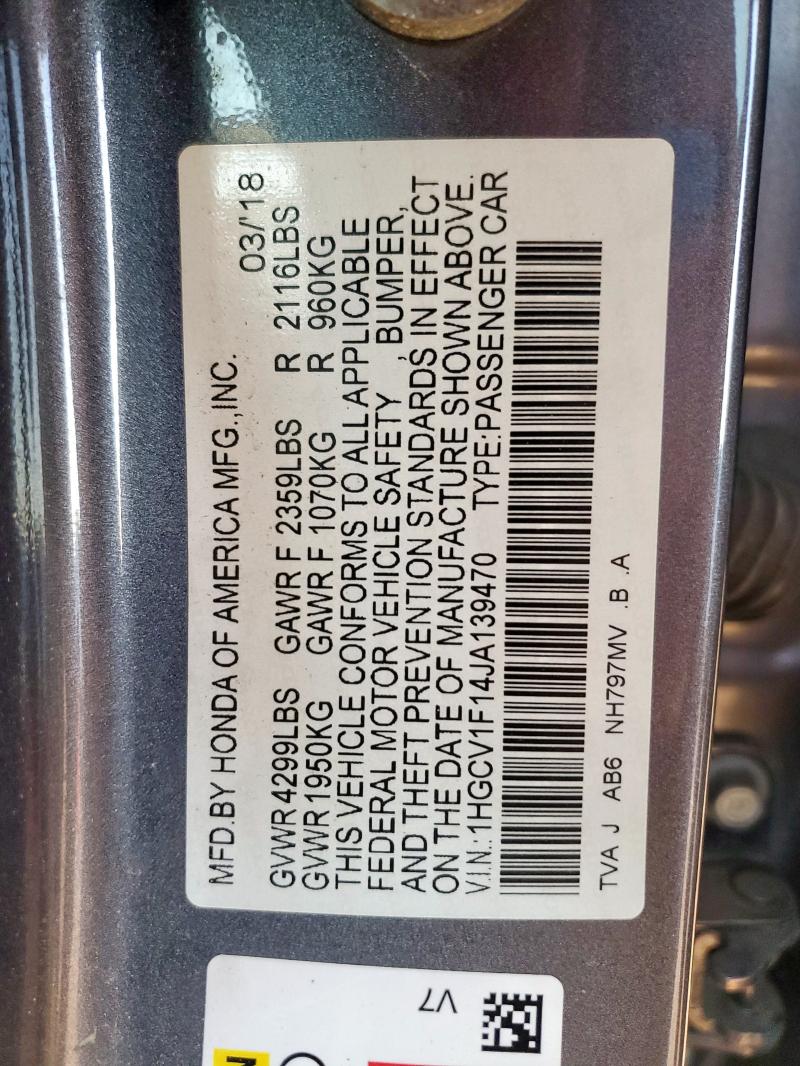 MFD.BY HONDA OF AMERICA MFG.,INC. 03/'18
GVWR 4299LBS GAWR F 2359LBS R 2116LBS
GVWR 1950KG GAWR F 1070KG R 960KG
THIS VEHICLE CONFORMS TO ALL APPLICABLE
FEDERAL MOTOR VEHICLE SAFETY , BUMPER,
AND THEFT PREVENTION STANDARDS IN EFFECT
ON THE DATE OF MANUFACTURE SHOWN ABOVE.
V.I.N.:1HGCV1F14JA139470 TYPE:PASSENGER CAR
TVA J AB6 NH797MV .B .A
V7